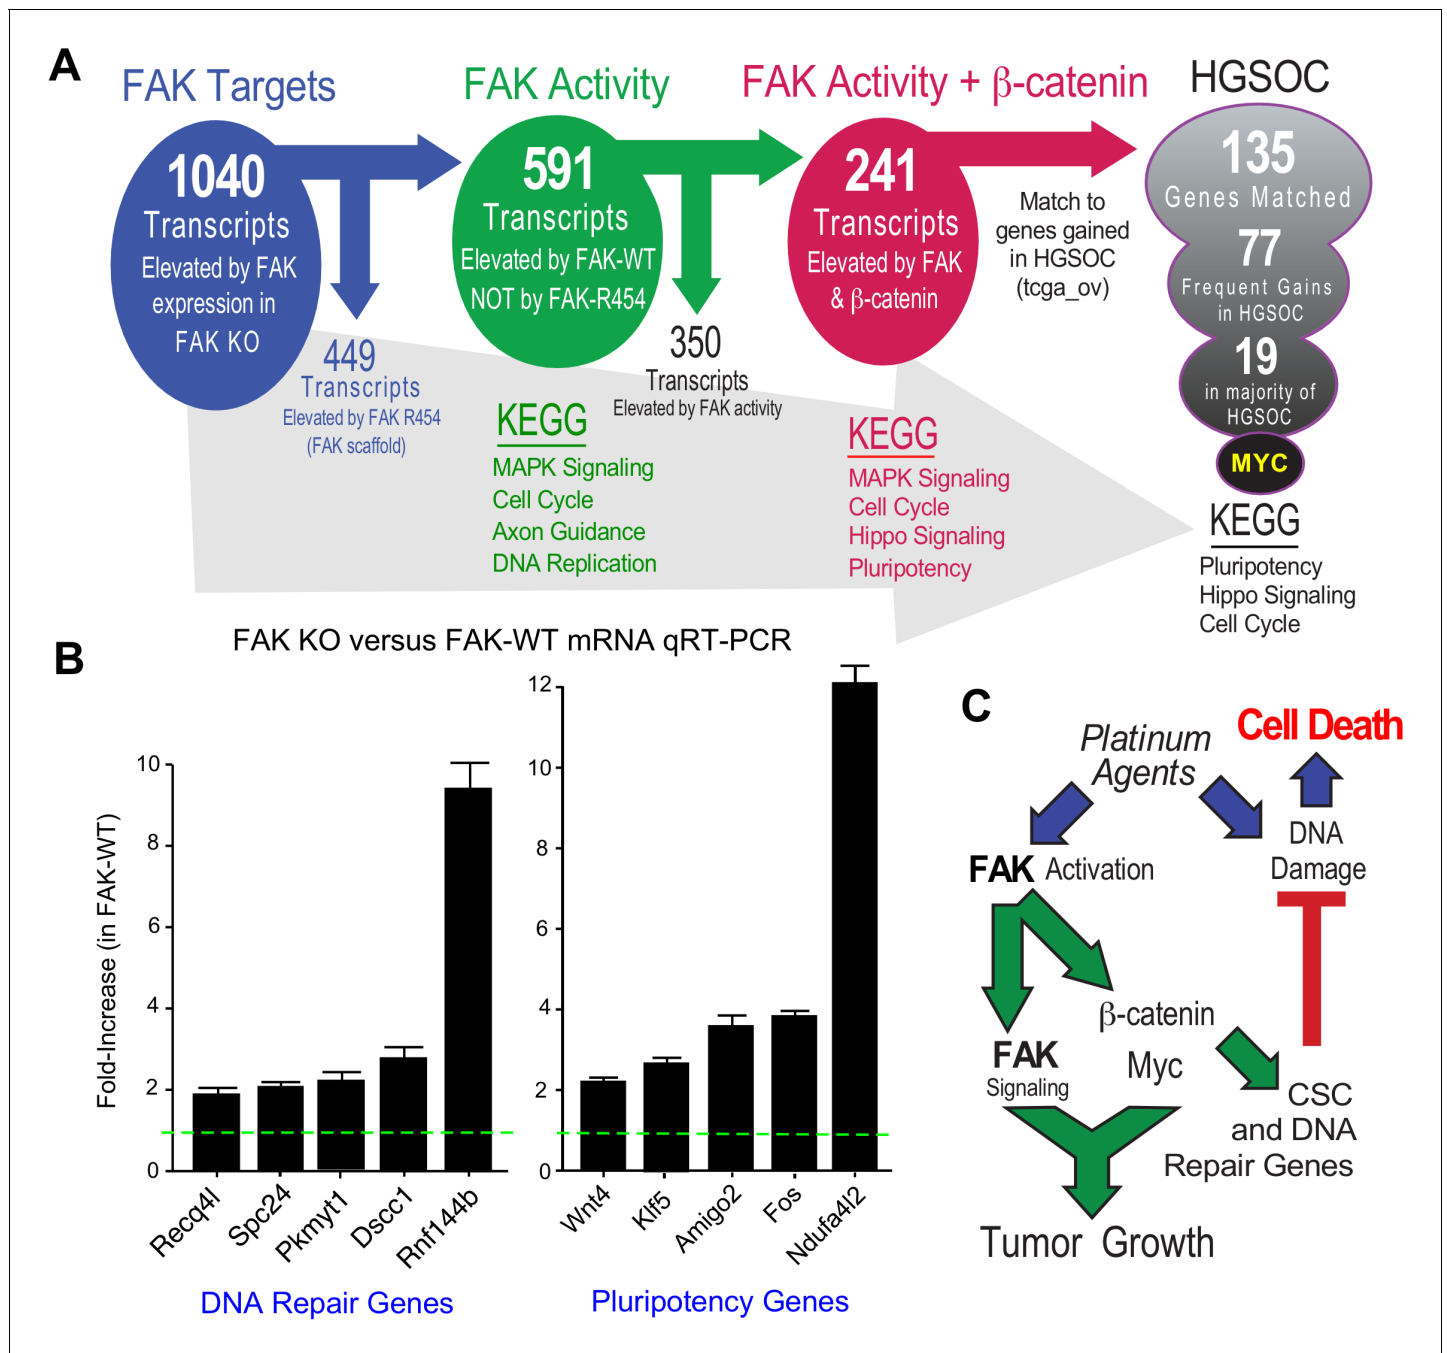 A
FAK Targets
1040
Transcripts
Elevated by FAK
expression in
FAK KO
449
Transcripts
Elevated by FAK R454
(FAK scaffold)
FAK Activity
591
Transcripts
Elevated by FAK-WT
NOT by FAK-R454
350
Transcripts
Elevated by FAK activity
KEGG
MAPK Signaling
Cell Cycle
Axon Guidance
DNA Replication
FAK Activity + β-catenin
241
Transcripts
Elevated by FAK
& β-catenin
KEGG
MAPK Signaling
Cell Cycle
Hippo Signaling
Pluripotency
Match to
genes gained
in HGSOC
(tcga_ov)
HGSOC
135
Genes Matched
77
Frequent Gains
in HGSOC
19
in majority of
HGSOC
MYC
KEGG
Pluripotency
Hippo Signaling
Cell Cycle
B
FAK KO versus FAK-WT mRNA qRT-PCR
Fold-Increase (in FAK-WT)
10
8
6
4
2
0
Recq4l
Spc24
Pkmyt1
Dscc1
Rnf144b
DNA Repair Genes
12
10
8
6
4
2
0
Wnt4
Klf5
Amigo2
Fos
Ndufa4l2
Pluripotency Genes
C
Platinum
Agents
Cell Death
DNA
Damage
FAK Activation
β-catenin
Myc
FAK
Signaling
CSC
and DNA
Repair Genes
Tumor Growth